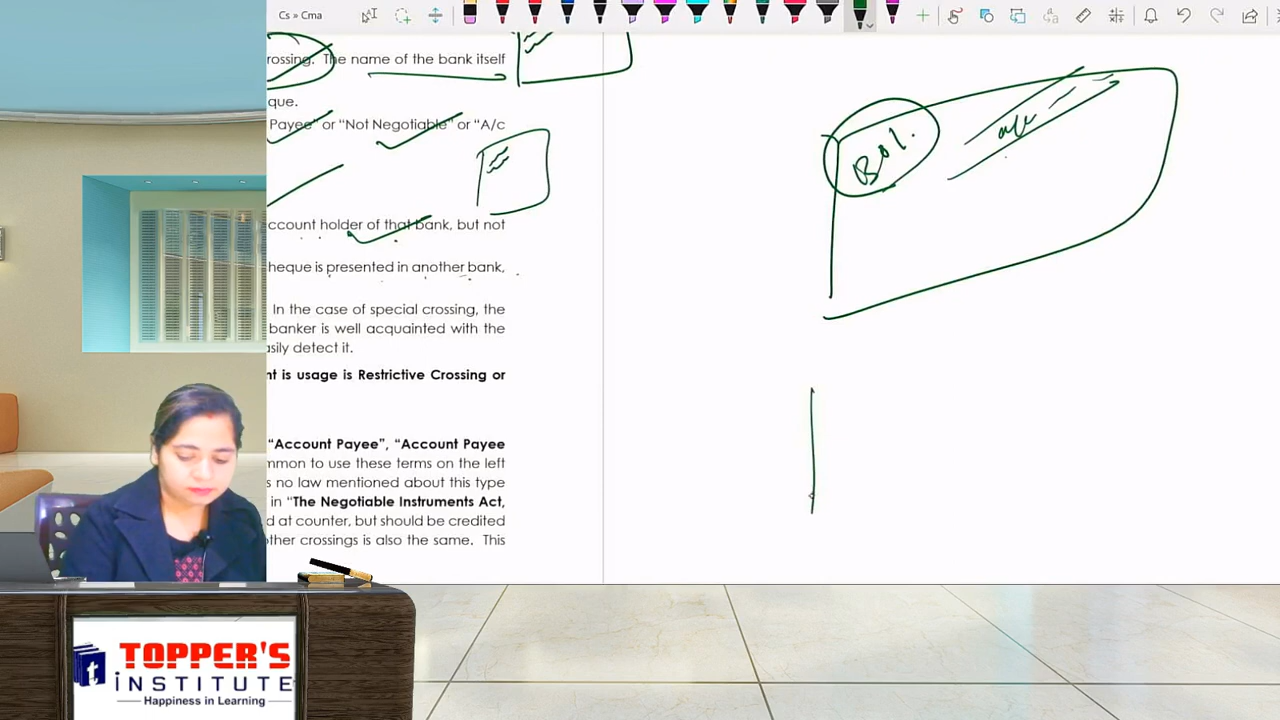 Cs » Cma
rossing. The name of the bank itself
que.
Payee" or "Not Negotiable" or "A/c
ccount holder of that bank, but not
heque is presented in another bank,
In the case of special crossing, the
banker is well acquainted with the
asily detect it.
nt is usage is Restrictive Crossing or
"Account Payee", "Account Payee
mmon to use these terms on the left
s no law mentioned about this type
in "The Negotiable Instruments Act,
d at counter, but should be credited
other crossings is also the same. This
a/c
t
TOPPER'S
iNSTITUTE
Happiness in Learning